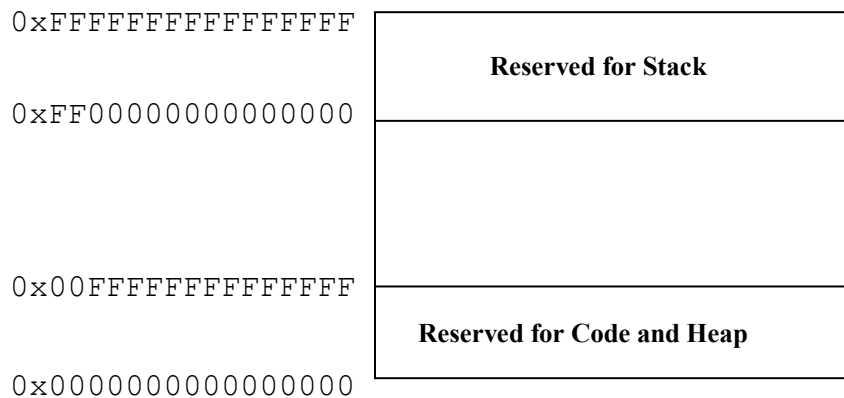 0xFFFFFFFFFFFFFFFF
Reserved for Stack
0xFF00000000000000
0x00FFFFFFFFFFFFFF
Reserved for Code and Heap
0x0000000000000000